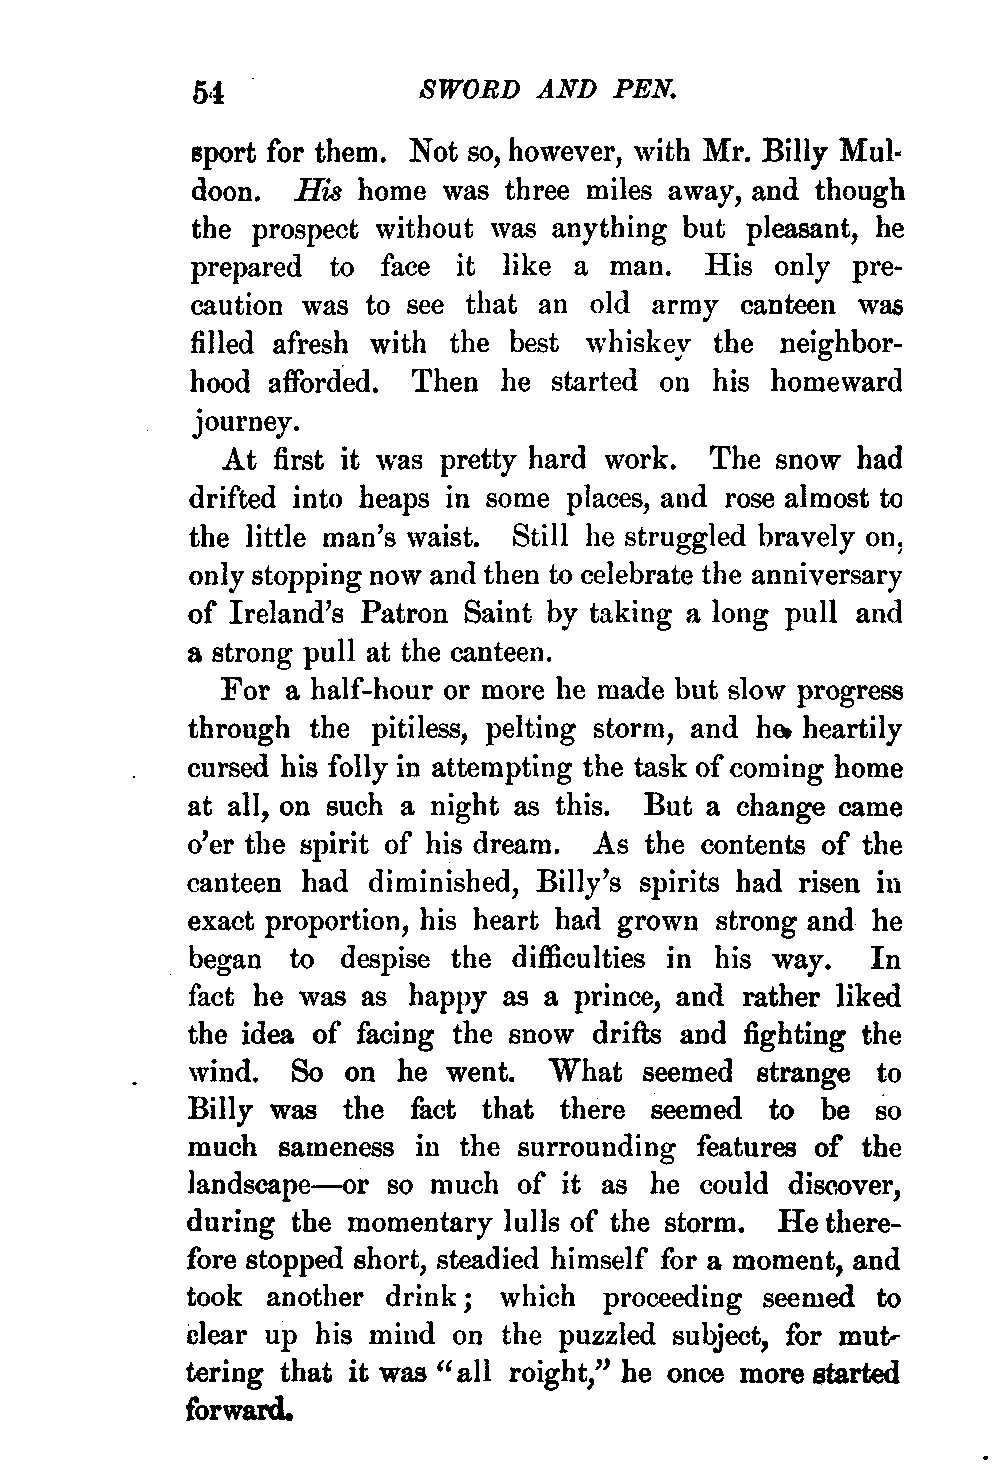 54 SWORD AND PEN.
sport for them. Not so, however, with Mr. Billy Mul-
doon. His home was three miles away, and though
the prospect without was anything but pleasant, he
prepared to face it like a man. His only pre-
caution was to see that an old army canteen was
filled afresh with the best whiskey the neighbor-
hood afforded. Then he started on his homeward
journey.
At first it was pretty hard work. The snow had
drifted into heaps in some places, and rose almost to
the little man's waist. Still he struggled bravely on,
only stopping now and then to celebrate the anniversary
of Ireland's Patron Saint by taking a long pull and
a strong pull at the canteen.
For a half-hour or more he made but slow progress
through the pitiless, pelting storm, and he heartily
cursed his folly in attempting the task of coming home
at all, on such a night as this. But a change came
o'er the spirit of his dream. As the contents of the
canteen had diminished, Billy's spirits had risen in
exact proportion, his heart had grown strong and he
began to despise the difficulties in his way. In
fact he was as happy as a prince, and rather liked
the idea of facing the snow drifts and fighting the
wind. So on he went. What seemed strange to
Billy was the fact that there seemed to be so
much sameness in the surrounding features of the
landscape—or so much of it as he could discover,
during the momentary lulls of the storm. He there-
fore stopped short, steadied himself for a moment, and
took another drink; which proceeding seemed to
clear up his mind on the puzzled subject, for mut-
tering that it was "all roight," he once more started
forward.